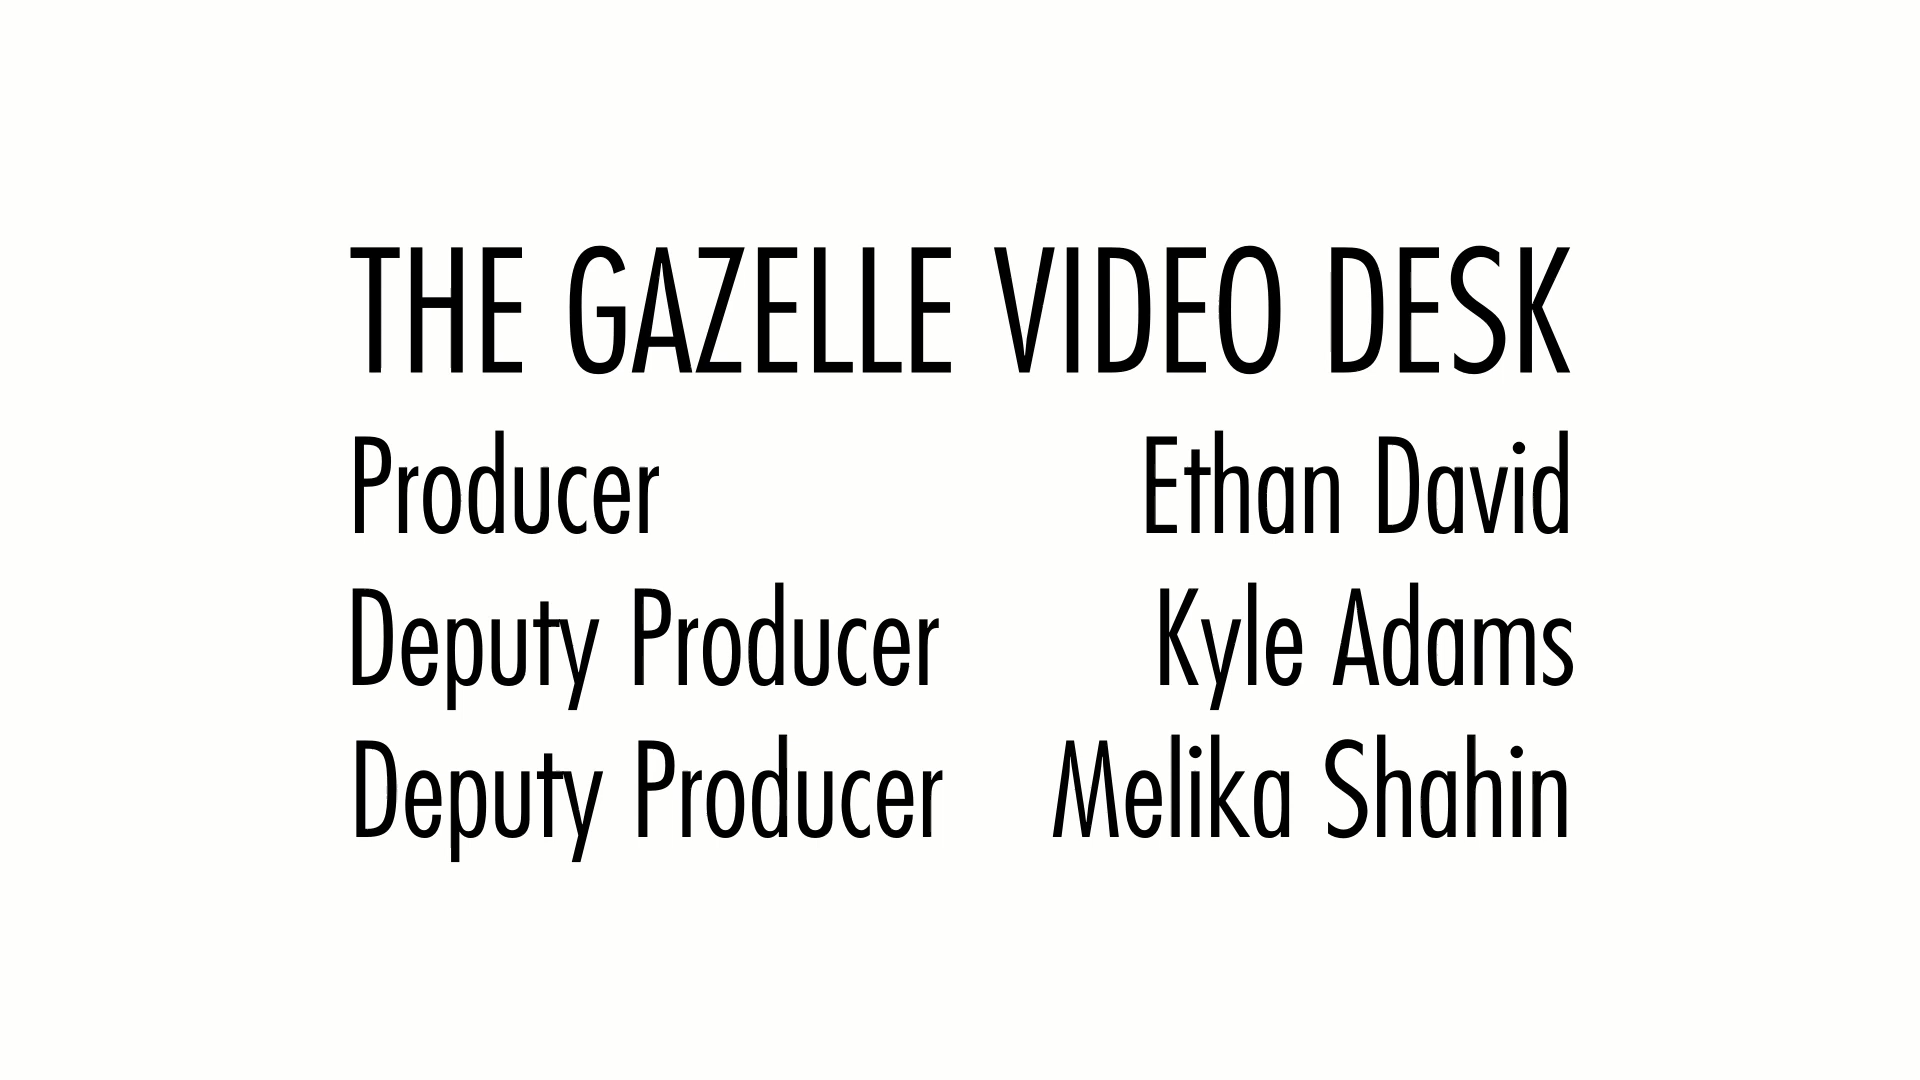 THE GAZELLE VIDEO DESK
Producer Ethan David
Deputy Producer Kyle Adams
Deputy Producer Melika Shahin